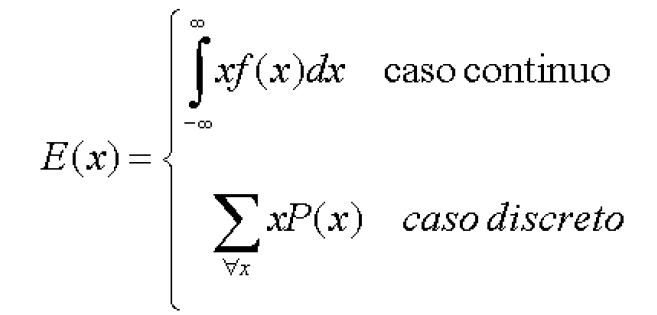 E(x) = { ∫_{-∞}^{∞} xf(x)dx caso continuo
∑_{∀x} xP(x) caso discreto